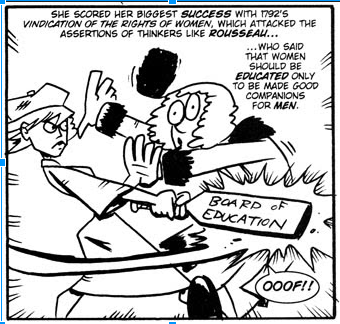 SHE SCORED HER BIGGEST SUCCESS WITH 1792'S
VINDICATION OF THE RIGHTS OF WOMEN, WHICH ATTACKED THE
ASSERTIONS OF THINKERS LIKE ROUSSEAU...
...WHO SAID
THAT WOMEN
SHOULD BE
EDUCATED ONLY
TO BE MADE GOOD
COMPANIONS
FOR MEN.
BOARD OF
EDUCATION
OOOF!!